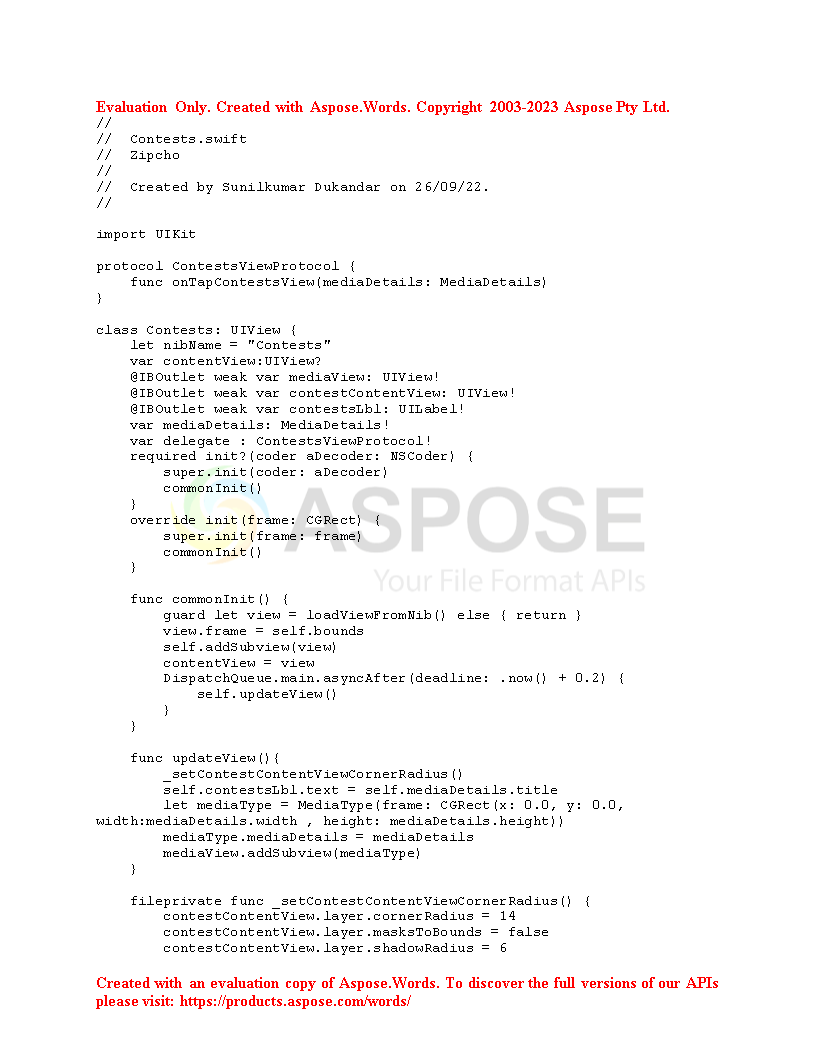 Evaluation Only. Created with Aspose.Words. Copyright 2003-2023 Aspose Pty Ltd.
//
//  Contests.swift
//  Zipcho
//
//  Created by Sunilkumar Dukandar on 26/09/22.
//
import UIKit
protocol ContestsViewProtocol {
    func onTapContestsView(mediaDetails: MediaDetails)
}
class Contests: UIView {
    let nibName = "Contests"
    var contentView:UIView?
    @IBOutlet weak var mediaView: UIView!
    @IBOutlet weak var contestContentView: UIView!
    @IBOutlet weak var contestsLbl: UILabel!
    var mediaDetails: MediaDetails!
    var delegate : ContestsViewProtocol!
    required init?(coder aDecoder: NSCoder) {
        super.init(coder: aDecoder)
        commonInit()
    }
    override init(frame: CGRect) {
        super.init(frame: frame)
        commonInit()
    }
ASPOSE
Your File Format APIs
    func commonInit() {
        guard let view = loadViewFromNib() else { return }
        view.frame = self.bounds
        self.addSubview(view)
        contentView = view
        DispatchQueue.main.asyncAfter(deadline: .now() + 0.2) {
            self.updateView()
        }
    }
    func updateView(){
        _setContestContentViewCornerRadius()
        self.contestsLbl.text = self.mediaDetails.title
        let mediaType = MediaType(frame: CGRect(x: 0.0, y: 0.0,
width:mediaDetails.width , height: mediaDetails.height))
        mediaType.mediaDetails = mediaDetails
        mediaView.addSubview(mediaType)
    }
    fileprivate func _setContestContentViewCornerRadius() {
        contestContentView.layer.cornerRadius = 14
        contestContentView.layer.masksToBounds = false
        contestContentView.layer.shadowRadius = 6
Created with an evaluation copy of Aspose.Words. To discover the full versions of our APIs
please visit: https://products.aspose.com/words/